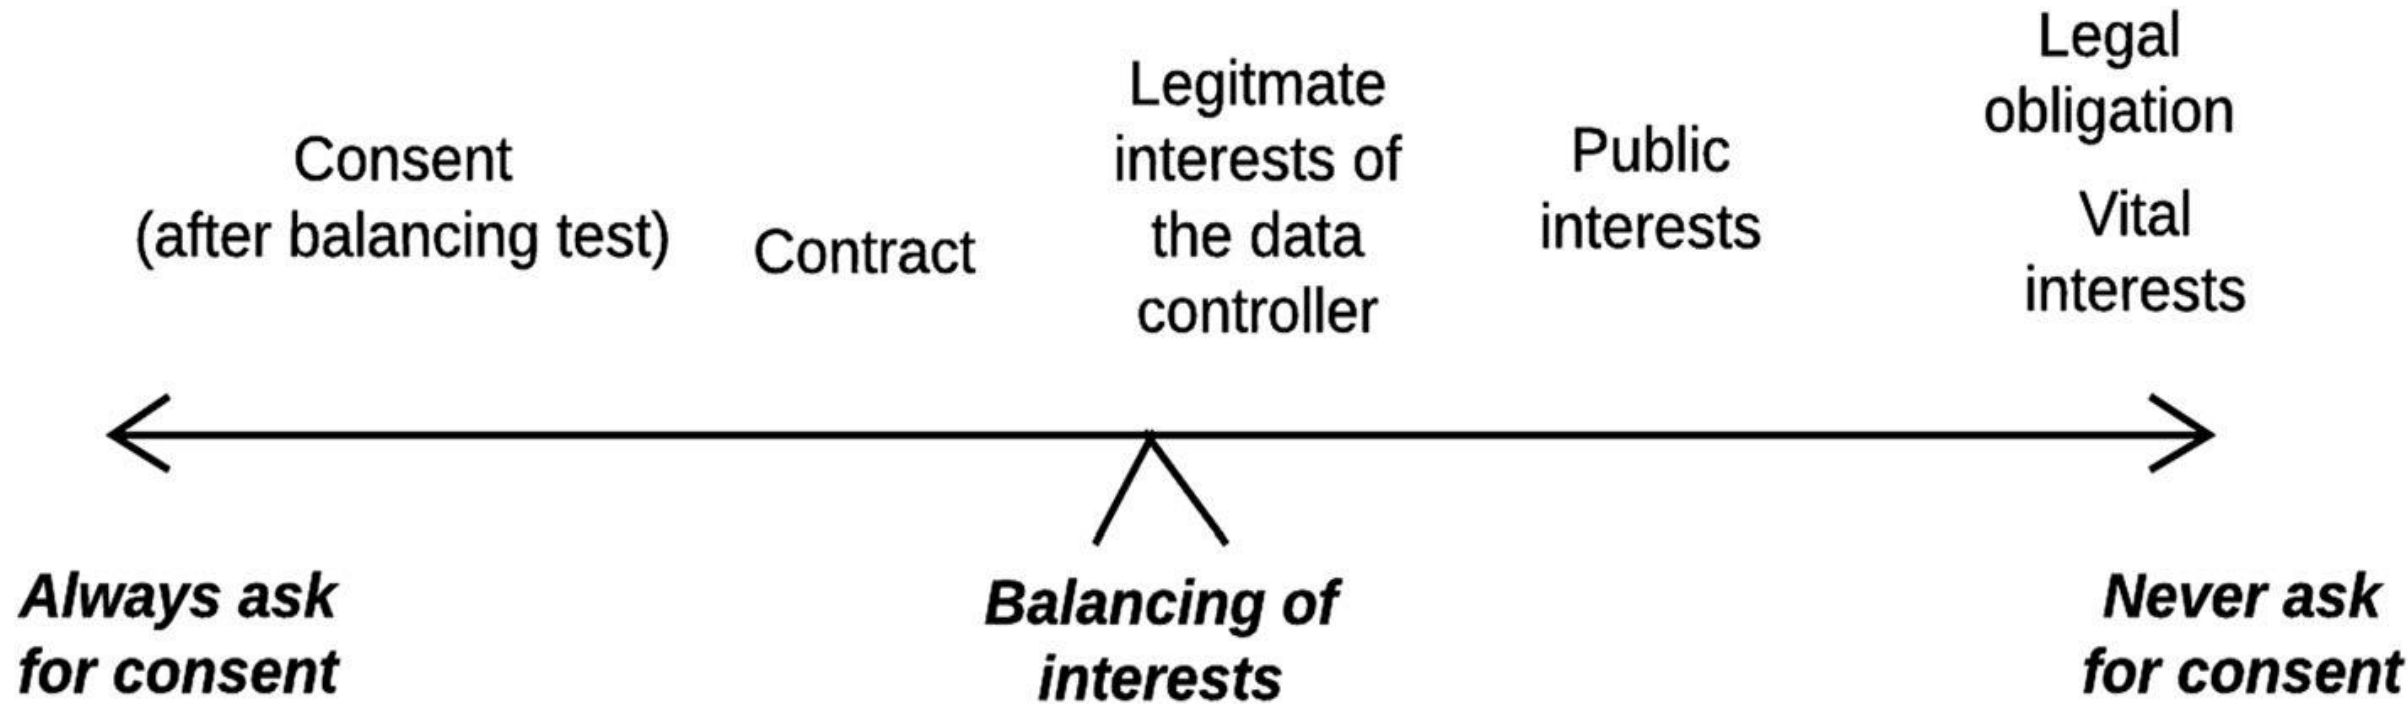 Consent
(after balancing test)
Contract
Legitmate
interests of
the data
controller
Public
interests
Legal
obligation
Vital
interests
Always ask
for consent
Balancing of
interests
Never ask
for consent